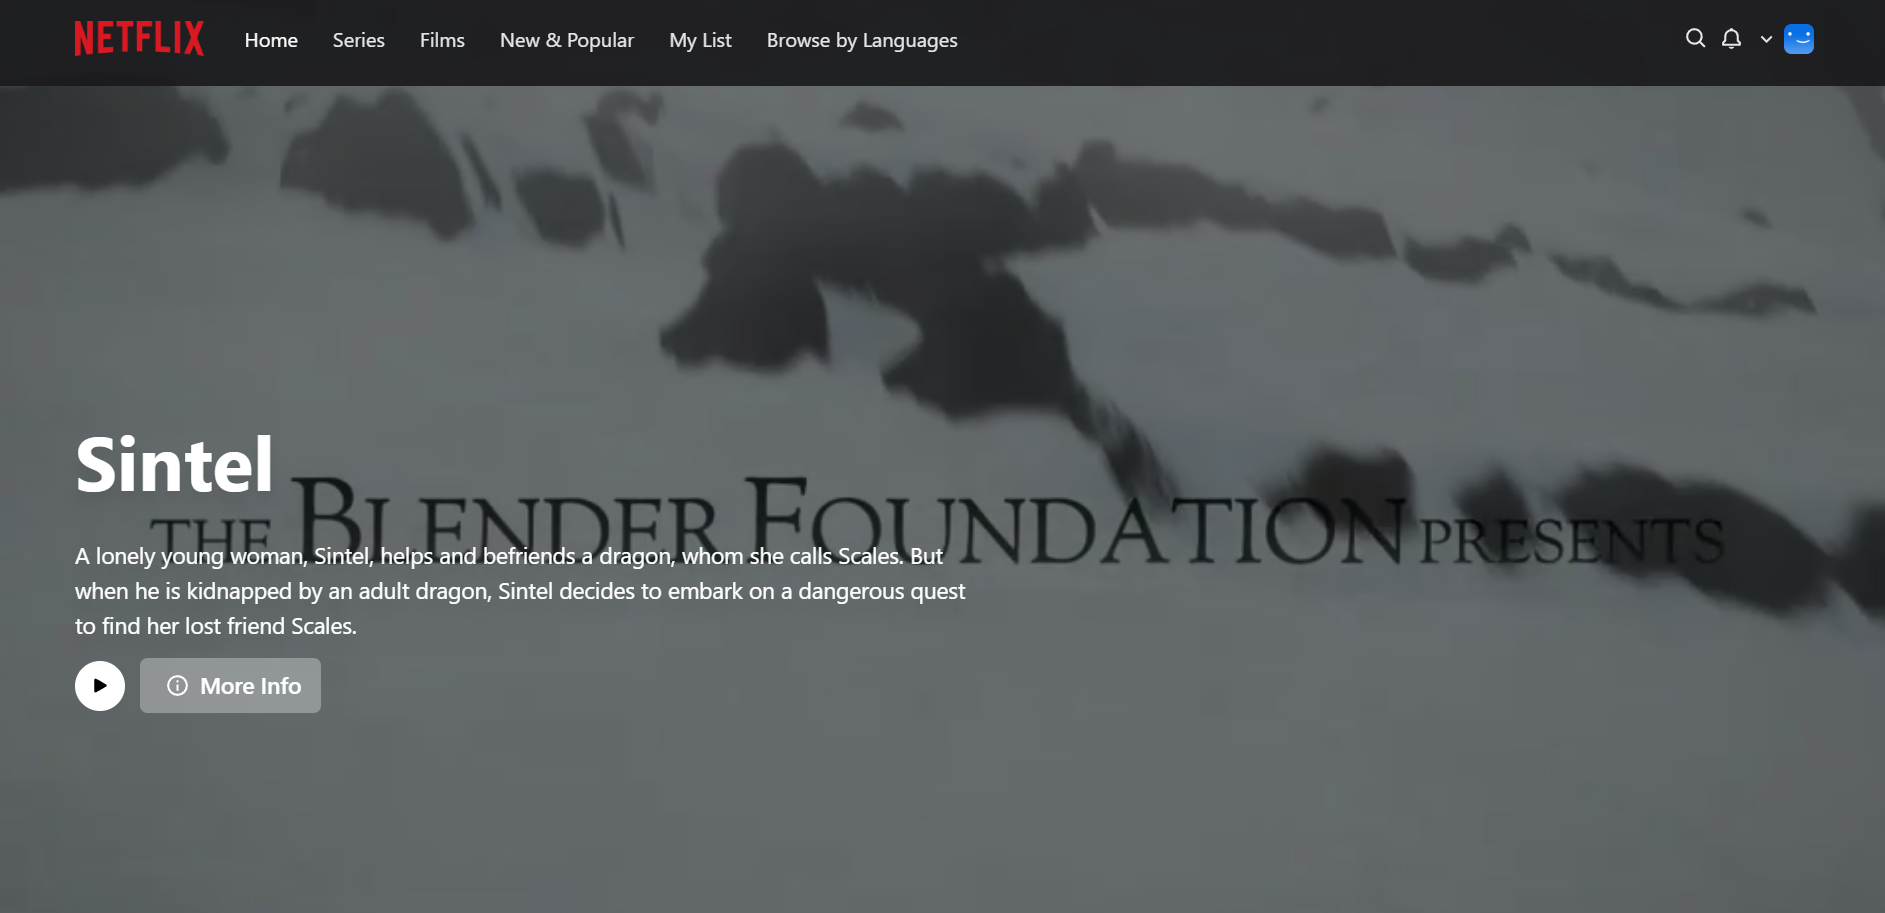 NETFLIX Home Series Films New & Popular My List Browse by Languages
Sintel
THE BLENDER FOUNDATION PRESENTS
A lonely young woman, Sintel, helps and befriends a dragon, whom she calls Scales. But
when he is kidnapped by an adult dragon, Sintel decides to embark on a dangerous quest
to find her lost friend Scales.
More Info